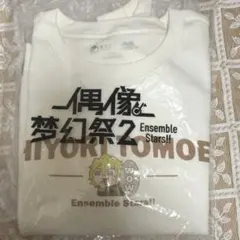 偶像
梦幻祭2
Ensemble
Stars!!
HIYORI TOMOE
Ensemble Stars!!